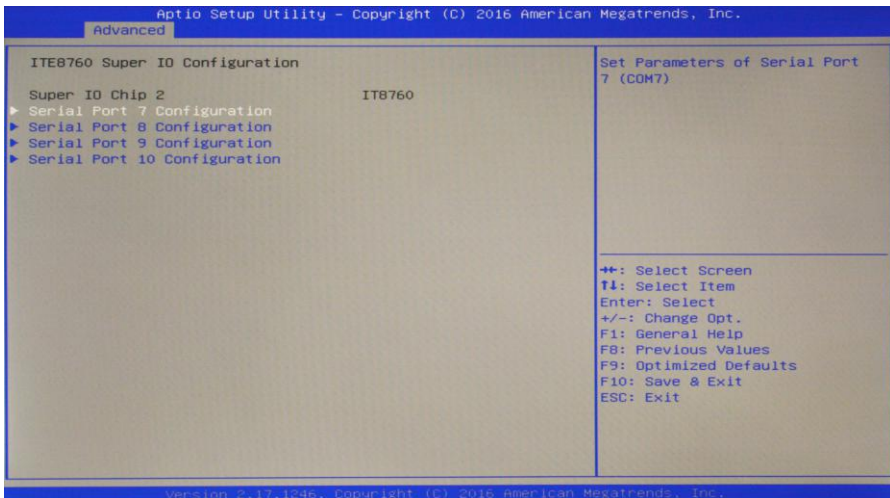 Aptio Setup Utility – Copyright (C) 2016 American Megatrends, Inc.
Advanced
ITE8760 Super IO Configuration
Super IO Chip 2 IT8760
▶ Serial Port 7 Configuration
▶ Serial Port 8 Configuration
▶ Serial Port 9 Configuration
▶ Serial Port 10 Configuration
Set Parameters of Serial Port
7 (COM7)
→←: Select Screen
↑↓: Select Item
Enter: Select
+/-: Change Opt.
F1: General Help
F8: Previous Values
F9: Optimized Defaults
F10: Save & Exit
ESC: Exit
Version 2.17.1246. Copyright (C) 2016 American Megatrends, Inc.